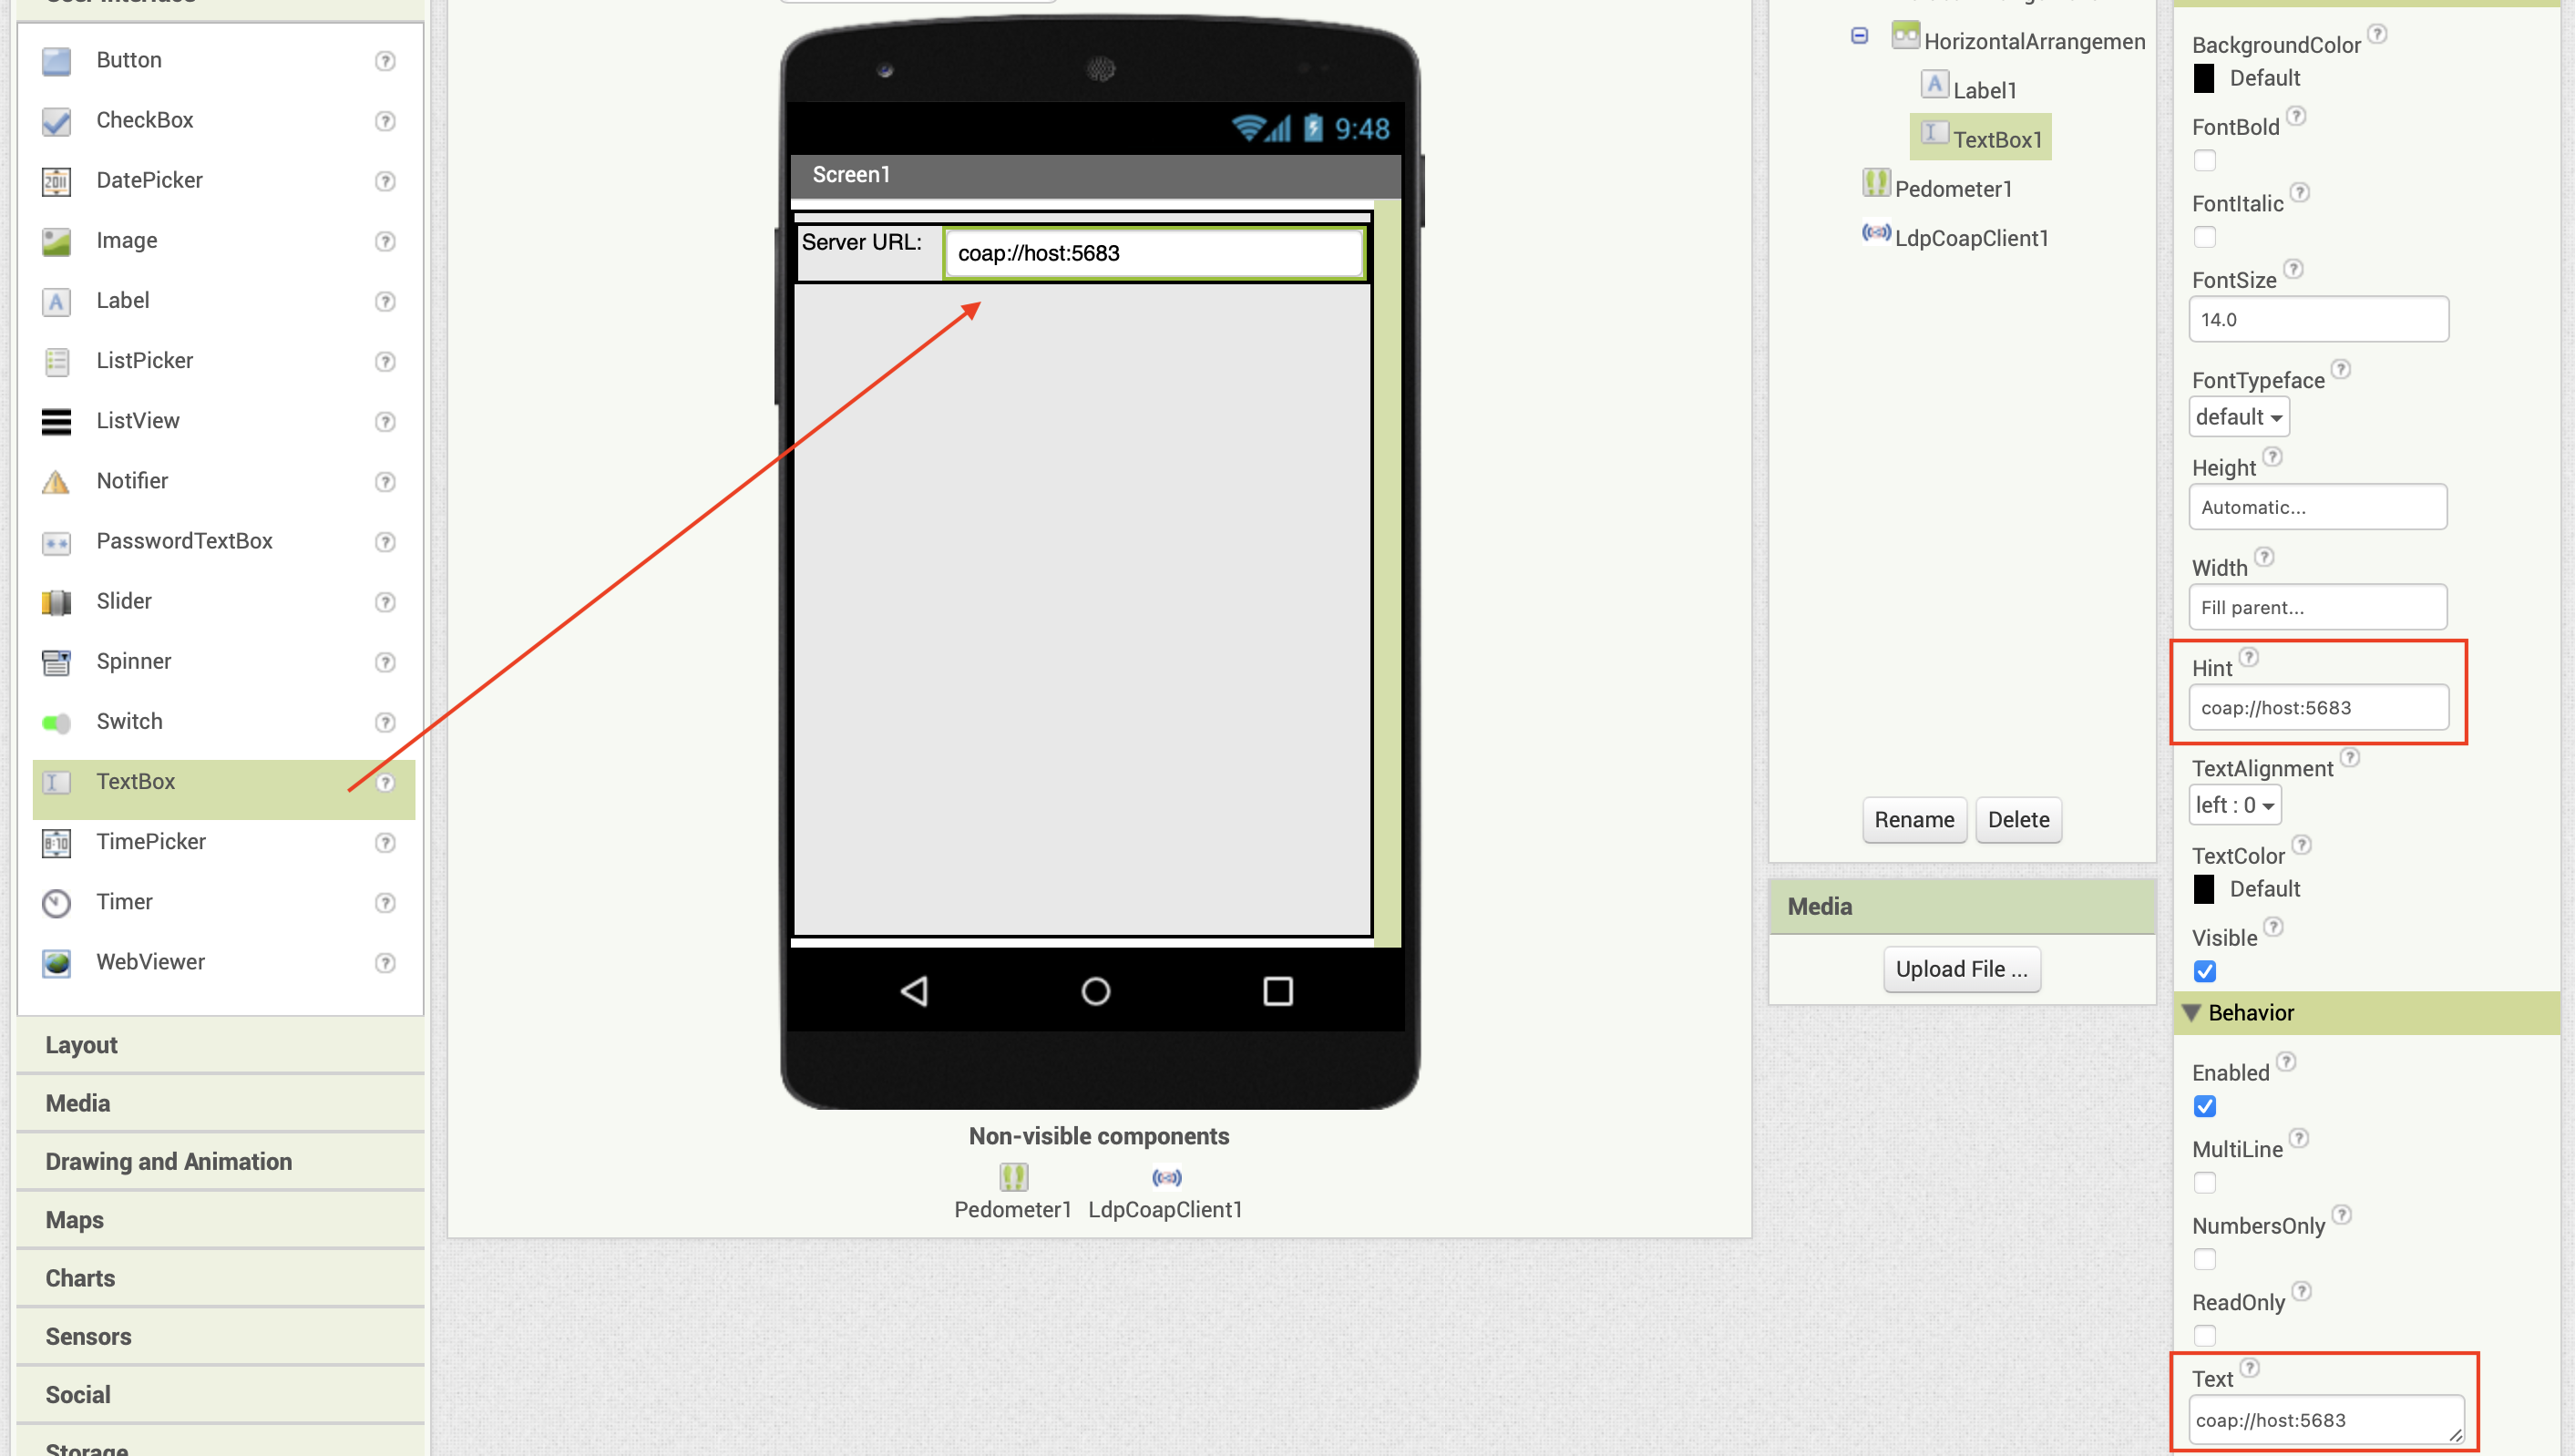 User Interface
Button
CheckBox
DatePicker
Image
Label
ListPicker
ListView
Notifier
PasswordTextBox
Slider
Spinner
Switch
TextBox
TimePicker
Timer
WebViewer
Layout
Media
Drawing and Animation
Maps
Charts
Sensors
Social
Storage
9:48
Screen1
Server URL:
coap://host:5683
Non-visible components
Pedometer1
LdpCoapClient1
HorizontalArrangemen
Label1
TextBox1
Pedometer1
LdpCoapClient1
Rename
Delete
Media
Upload File ...
BackgroundColor
Default
FontBold
FontItalic
FontSize
14.0
FontTypeface
default
Height
Automatic...
Width
Fill parent...
Hint
coap://host:5683
TextAlignment
left : 0
TextColor
Default
Visible
Behavior
Enabled
MultiLine
NumbersOnly
ReadOnly
Text
coap://host:5683